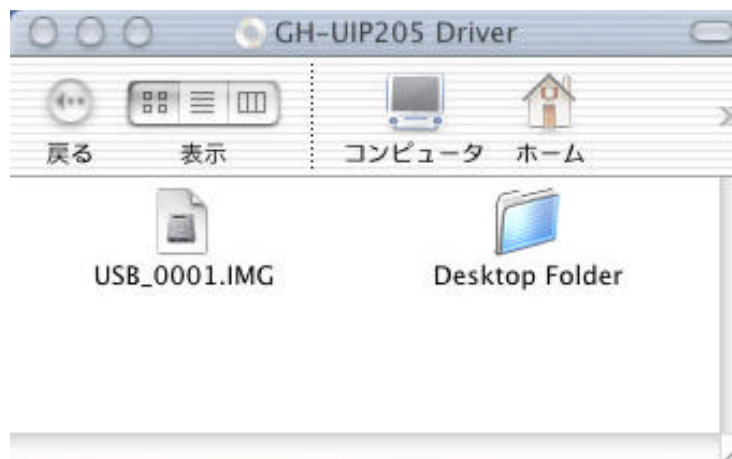 GH-UIP205 Driver
戻る 表示 コンピュータ ホーム
USB_0001.IMG Desktop Folder